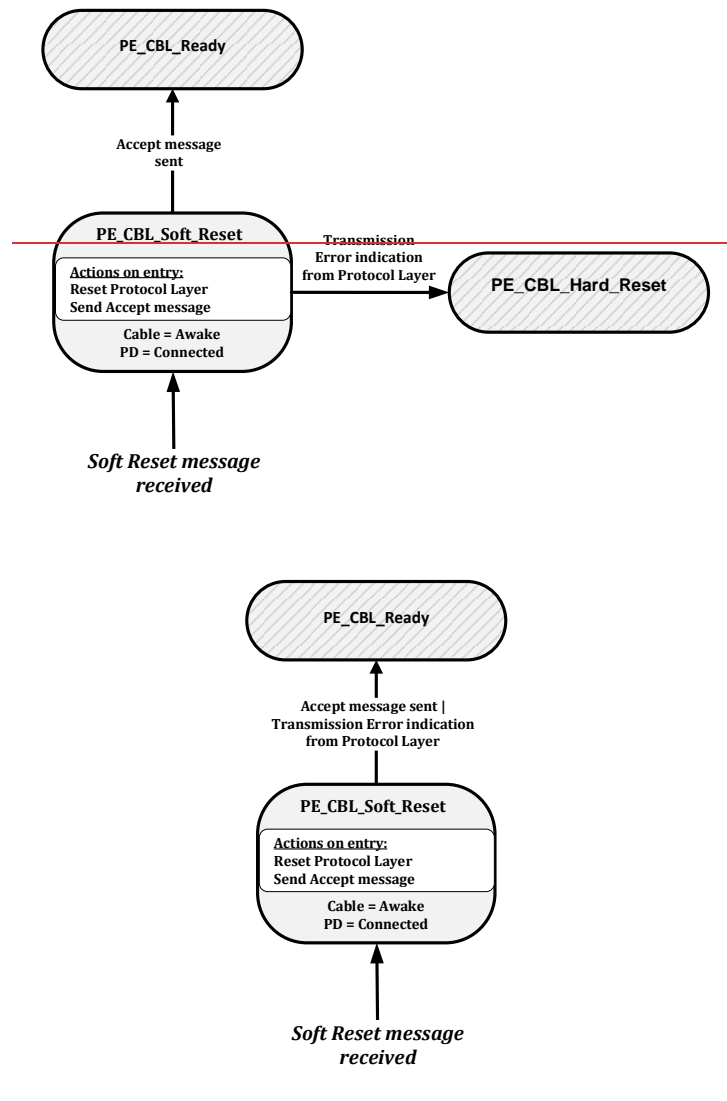 PE_CBL_Ready
Accept message
sent
PE_CBL_Soft_Reset
Actions on entry:
Reset Protocol Layer
Send Accept message
Cable = Awake
PD = Connected
Transmission
Error indication
from Protocol Layer
PE_CBL_Hard_Reset
Soft Reset message
received
PE_CBL_Ready
Accept message sent |
Transmission Error indication
from Protocol Layer
PE_CBL_Soft_Reset
Actions on entry:
Reset Protocol Layer
Send Accept message
Cable = Awake
PD = Connected
Soft Reset message
received